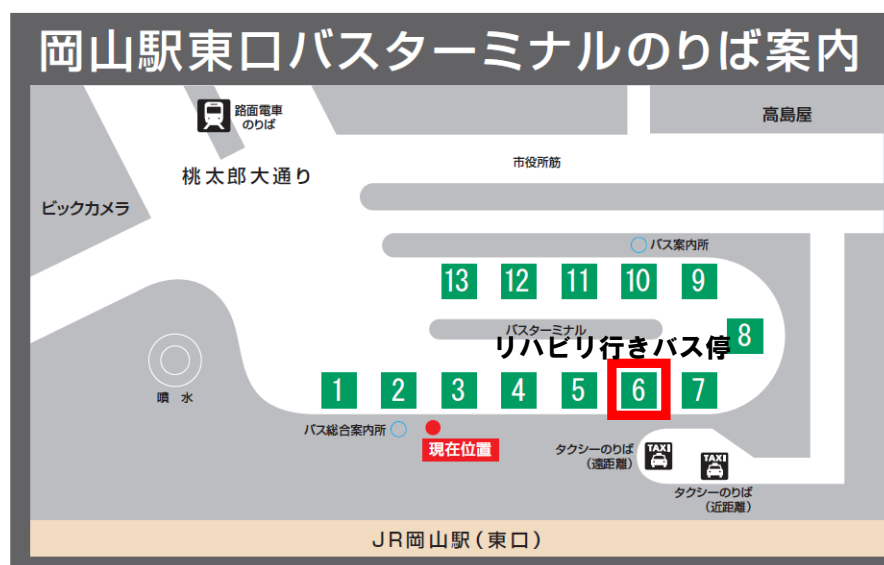 岡山駅東口バスターミナルのりば案内
路面電車
のりば
高島屋
桃太郎大通り
市役所筋
ビックカメラ
バス案内所
13 12 11 10 9
バスターミナル
リハビリ行きバス停
8
1 2 3 4 5 6 7
噴水
バス総合案内所
現在位置
タクシーのりば
（遠距離）
TAXI
TAXI
タクシーのりば
（近距離）
JR岡山駅（東口）